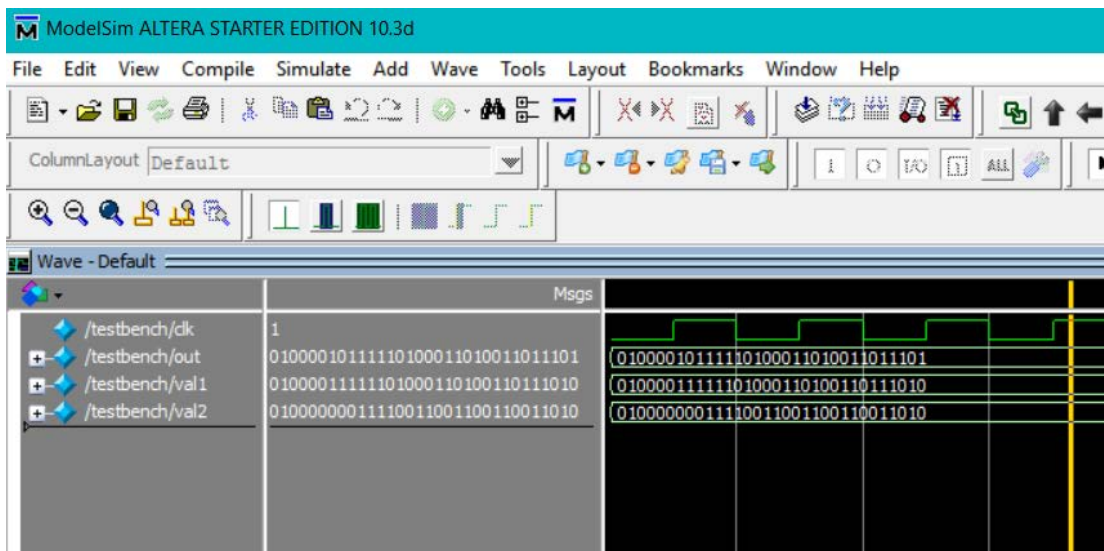 ModelSim ALTERA STARTER EDITION 10.3d
File Edit View Compile Simulate Add Wave Tools Layout Bookmarks Window Help
ColumnLayout Default
1 O I/O ALL
Wave - Default
Msgs
/testbench/clk 1
/testbench/out 01000010111110100011010011011101 01000010111110100011010011011101
/testbench/val1 01000011111101000110100110111010 01000011111101000110100110111010
/testbench/val2 01000000011110011001100110011010 01000000011110011001100110011010